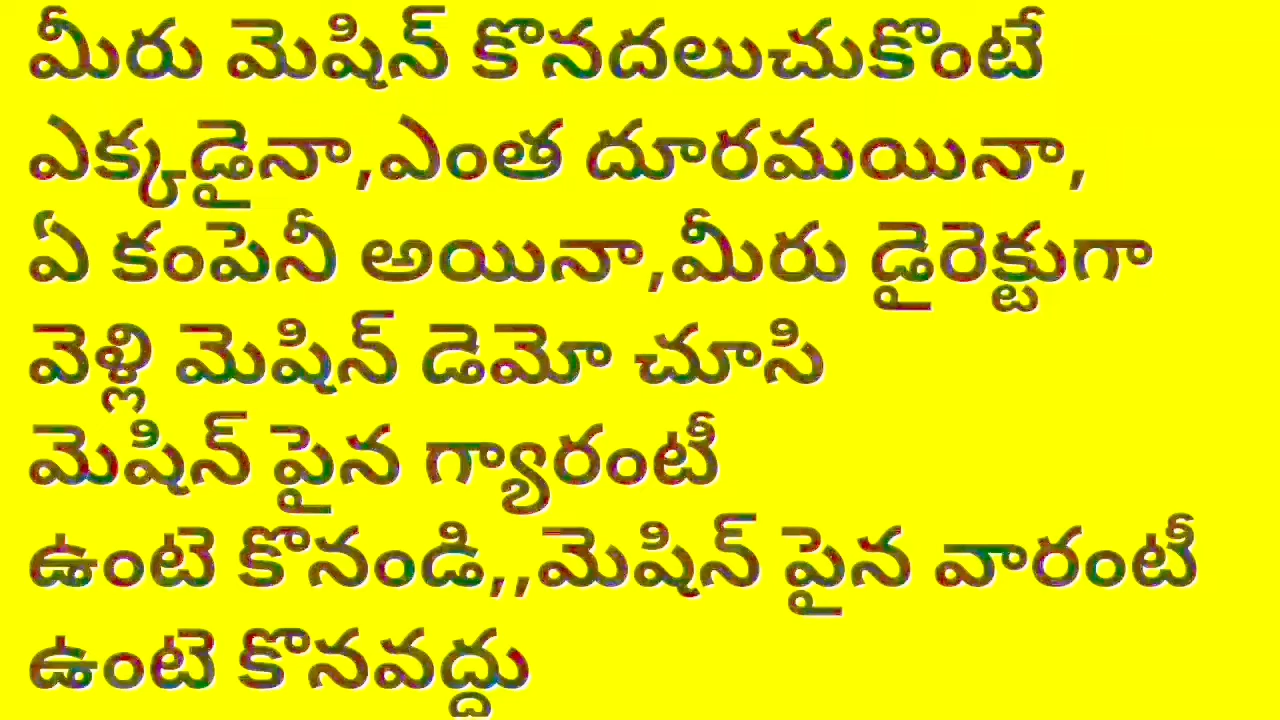 మీరు మెషిన్ కొనదలుచుకొంటే
ఎక్కడైనా,ఎంత దూరమయినా,
ఏ కంపెనీ అయినా,మీరు డైరెక్టుగా
వెళ్లి మెషిన్ డెమో చూసి
మెషిన్ పైన గ్యారంటీ
ఉంటె కొనండి,,మెషిన్ పైన వారంటీ
ఉంటె కొనవద్దు